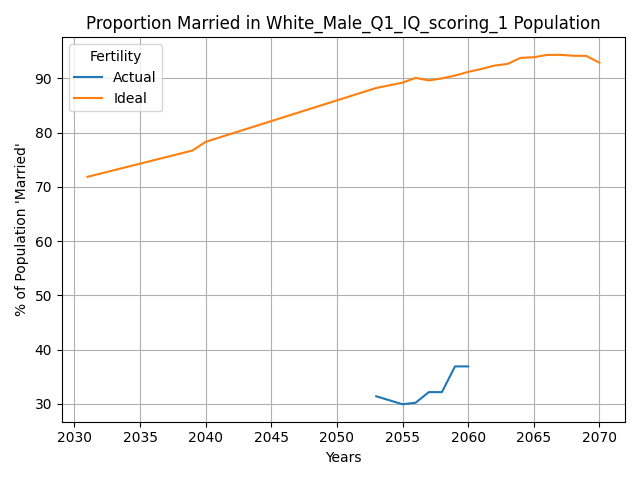 Proportion Married in White_Male_Q1_IQ_scoring_1 Population
Fertility
Actual
Ideal
% of Population 'Married'
90
80
70
60
50
40
30
2030 2035 2040 2045 2050 2055 2060 2065 2070
Years